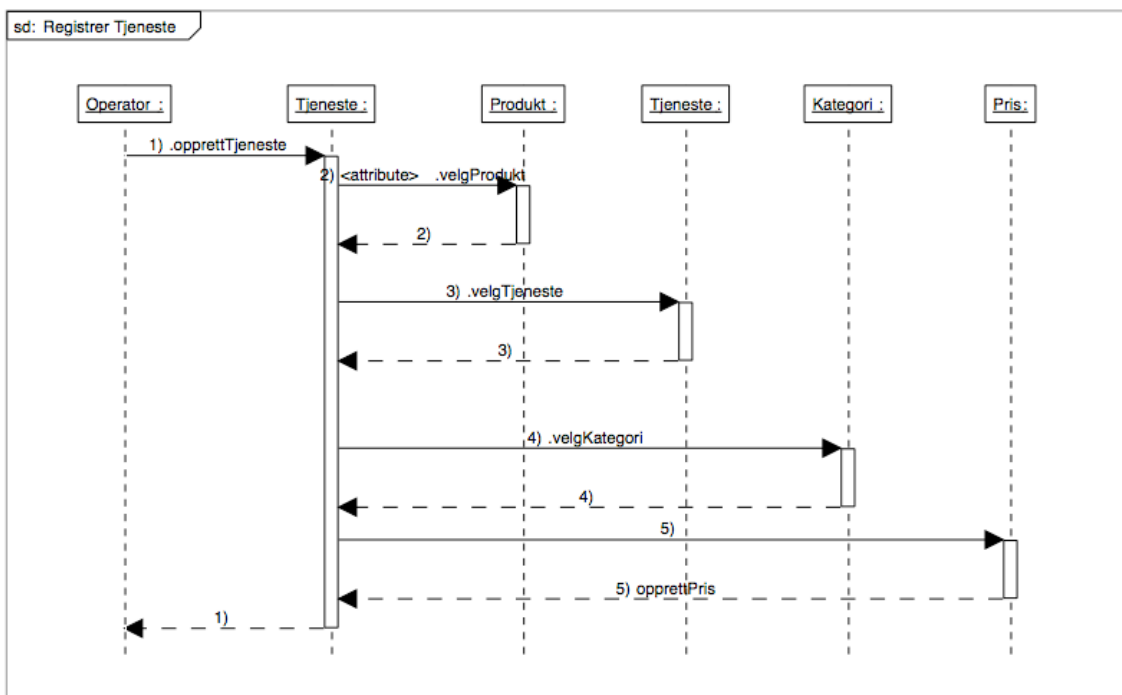 sd: Registrer Tjeneste
Operator :
Tjeneste :
Produkt :
Tjeneste :
Kategori :
Pris:
1) .opprettTjeneste
2) <attribute> .velgProdukt
2)
3) .velgTjeneste
3)
4) .velgKategori
4)
5)
5) opprettPris
1)